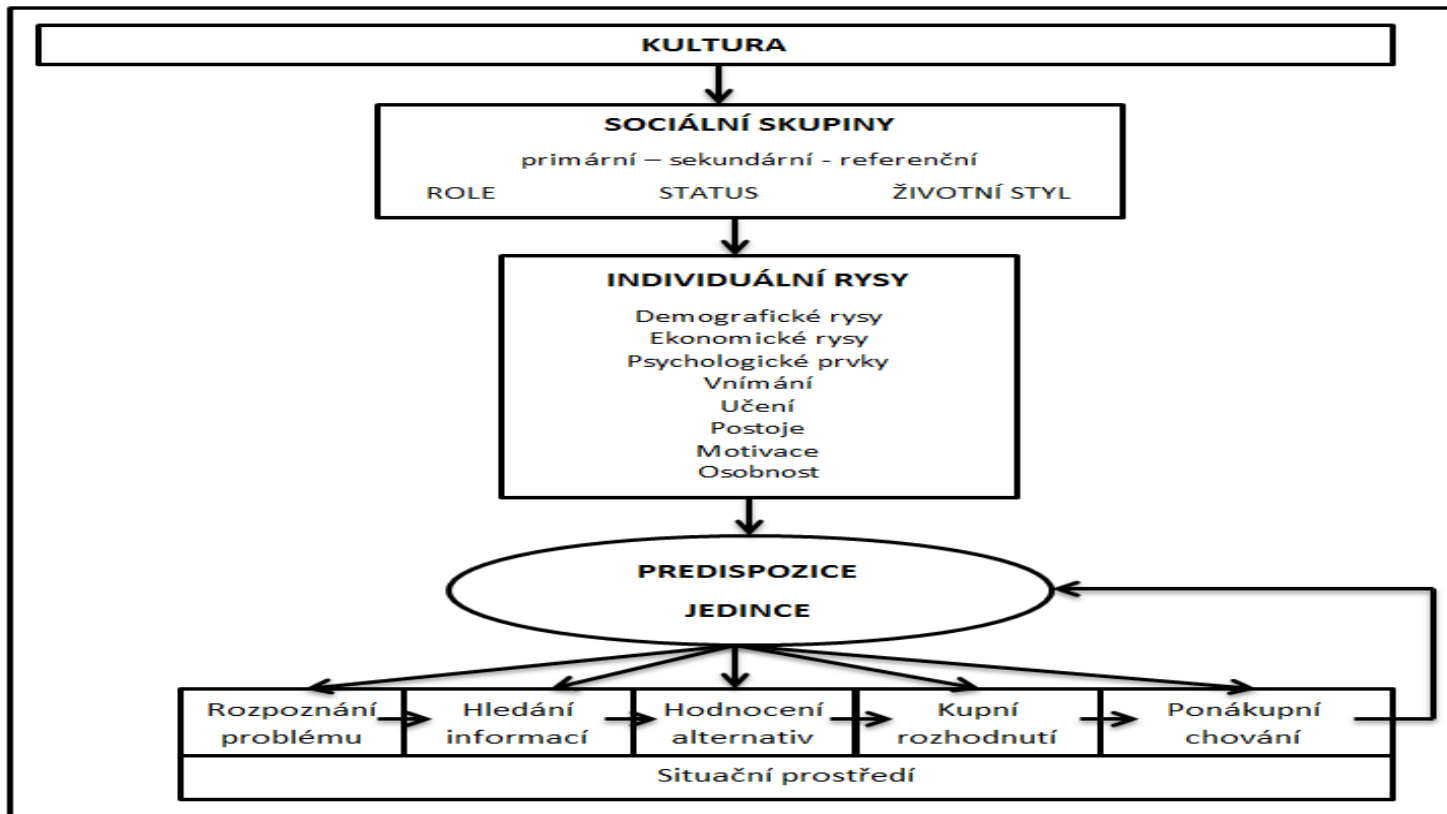 KULTURA
SOCIÁLNÍ SKUPINY
primární – sekundární - referenční
ROLE STATUS ŽIVOTNÍ STYL
INDIVIDUÁLNÍ RYSY
Demografické rysy
Ekonomické rysy
Psychologické prvky
Vnímání
Učení
Postoje
Motivace
Osobnost
PREDISPOZICE
JEDINCE
Rozpoznání
problému
Hledání
informací
Hodnocení
alternativ
Kupní
rozhodnutí
Ponákupní
chování
Situační prostředí